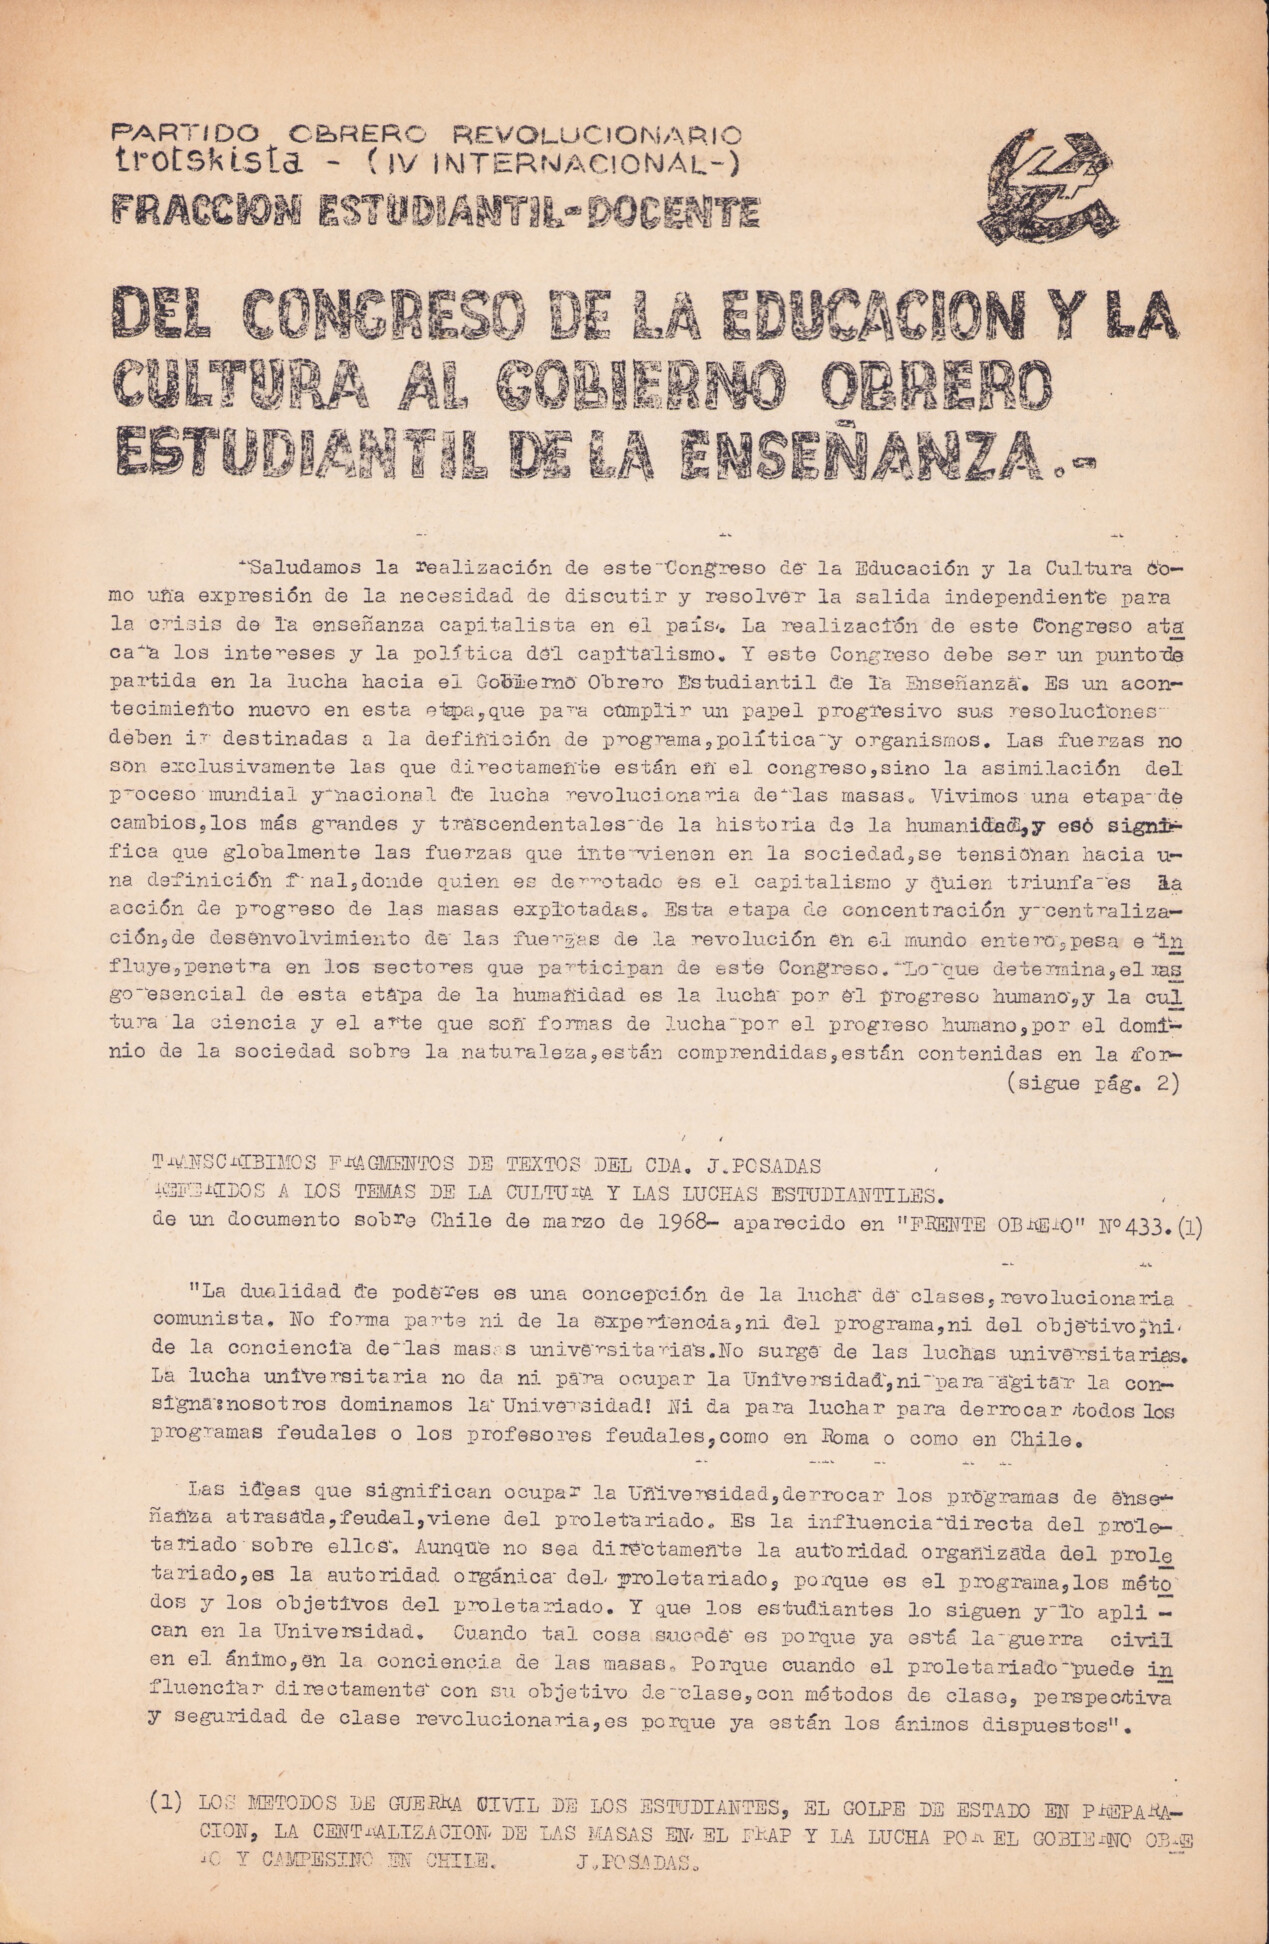 PARTIDO OBRERO REVOLUCIONARIO
trotskista - (IV INTERNACIONAL-)
FRACCION ESTUDIANTIL-DOCENTE
DEL CONGRESO DE LA EDUCACION Y LA
CULTURA AL GOBIERNO OBRERO
ESTUDIANTIL DE LA ENSEÑANZA.-
"Saludamos la realización de este Congreso de la Educación y la Cultura co-
mo una expresión de la necesidad de discutir y resolver la salida independiente para
la crisis de la enseñanza capitalista en el país. La realización de este Congreso ata
ca a los intereses y la política del capitalismo. Y este Congreso debe ser un punto de
partida en la lucha hacia el Gobierno Obrero Estudiantil de la Enseñanza. Es un acon-
tecimiento nuevo en esta etapa,que para cumplir un papel progresivo sus resoluciones
deben ir destinadas a la definición de programa,política y organismos. Las fuerzas no
son exclusivamente las que directamente están en el congreso,sino la asimilación del
proceso mundial y nacional de lucha revolucionaria de las masas. Vivimos una etapa de
cambios,los más grandes y trascendentales de la historia de la humanidad,y eso signi-
fica que globalmente las fuerzas que intervienen en la sociedad,se tensionan hacia u-
na definición final,donde quien es derrotado es el capitalismo y quien triunfa es la
acción de progreso de las masas explotadas. Esta etapa de concentración y centraliza-
ción,de desenvolvimiento de las fuerzas de la revolución en el mundo entero,pesa e in
fluye,penetra en los sectores que participan de este Congreso. Lo que determina,el ras
go esencial de esta etapa de la humanidad es la lucha por el progreso humano,y la cul
tura la ciencia y el arte que son formas de lucha por el progreso humano,por el domi-
nio de la sociedad sobre la naturaleza,están comprendidas,están contenidas en la for-
(sigue pág. 2)
TRANSCRIBIMOS FRAGMENTOS DE TEXTOS DEL CDA. J.POSADAS
REFERIDOS A LOS TEMAS DE LA CULTURA Y LAS LUCHAS ESTUDIANTILES.
de un documento sobre Chile de marzo de 1968- aparecido en "FRENTE OBRERO" Nº433.(1)
"La dualidad de poderes es una concepción de la lucha de clases,revolucionaria
comunista. No forma parte ni de la experiencia,ni del programa,ni del objetivo,ni
de la conciencia de las masas universitarias.No surge de las luchas universitarias.
La lucha universitaria no da ni para ocupar la Universidad,ni para agitar la con-
signa:nosotros dominamos la Universidad! Ni da para luchar para derrocar todos los
programas feudales o los profesores feudales,como en Roma o como en Chile.
Las ideas que significan ocupar la Universidad,derrocar los programas de ense-
ñanza atrasada,feudal,viene del proletariado. Es la influencia directa del prole-
tariado sobre ellos. Aunque no sea directamente la autoridad organizada del prole
tariado,es la autoridad orgánica del proletariado, porque es el programa,los méto
dos y los objetivos del proletariado. Y que los estudiantes lo siguen y lo apli -
can en la Universidad. Cuando tal cosa sucede es porque ya está la guerra civil
en el ánimo,en la conciencia de las masas. Porque cuando el proletariado puede in
fluenciar directamente con su objetivo de clase,con métodos de clase, perspectiva
y seguridad de clase revolucionaria,es porque ya están los ánimos dispuestos".
(1) LOS METODOS DE GUERRA CIVIL DE LOS ESTUDIANTES, EL GOLPE DE ESTADO EN PREPARA-
CION, LA CENTRALIZACION DE LAS MASAS EN EL FRAP Y LA LUCHA POR EL GOBIERNO OBRE
RO Y CAMPESINO EN CHILE. J.POSADAS.